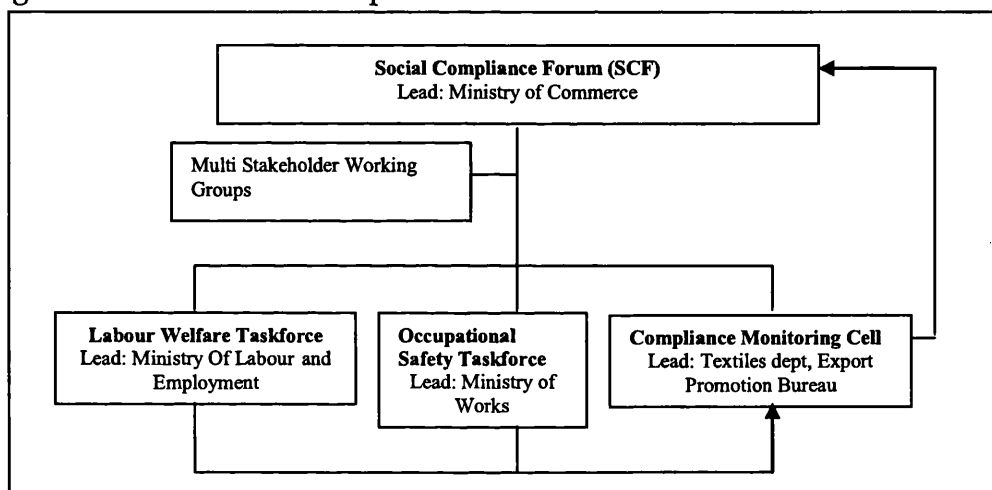 Social Compliance Forum (SCF)
Lead: Ministry of Commerce
Multi Stakeholder Working
Groups
Labour Welfare Taskforce
Lead: Ministry Of Labour and
Employment
Occupational
Safety Taskforce
Lead: Ministry of
Works
Compliance Monitoring Cell
Lead: Textiles dept, Export
Promotion Bureau